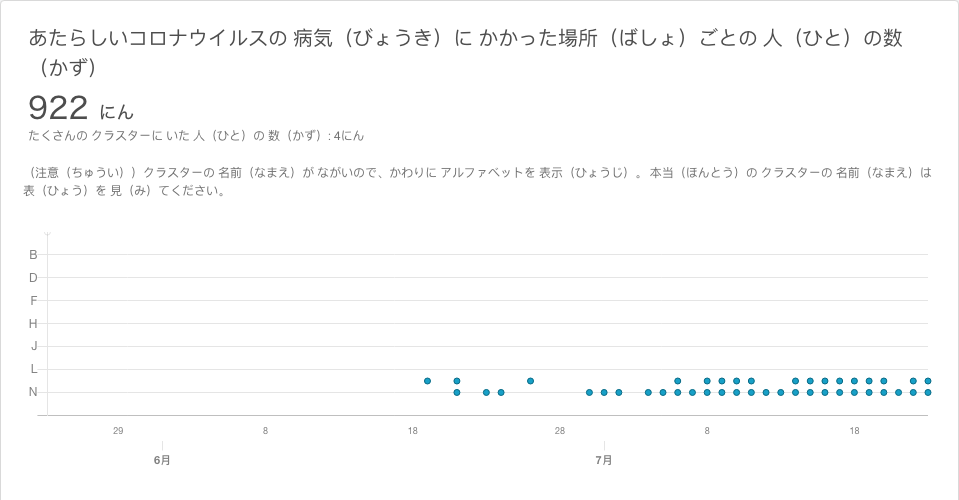 あたらしいコロナウイルスの 病気（びょうき）に かかった場所（ばしょ）ごとの 人（ひと）の数
（かず）
922 にん
たくさんの クラスターに いた 人（ひと）の 数（かず）: 4にん
（注意（ちゅうい））クラスターの 名前（なまえ）が ながいので、かわりに アルファベットを 表示（ひょうじ）。 本当（ほんとう）の クラスターの 名前（なまえ）は
表（ひょう）を 見（み）てください。
B
D
F
H
J
L
N
29 8 18 28 8 18
6月 7月